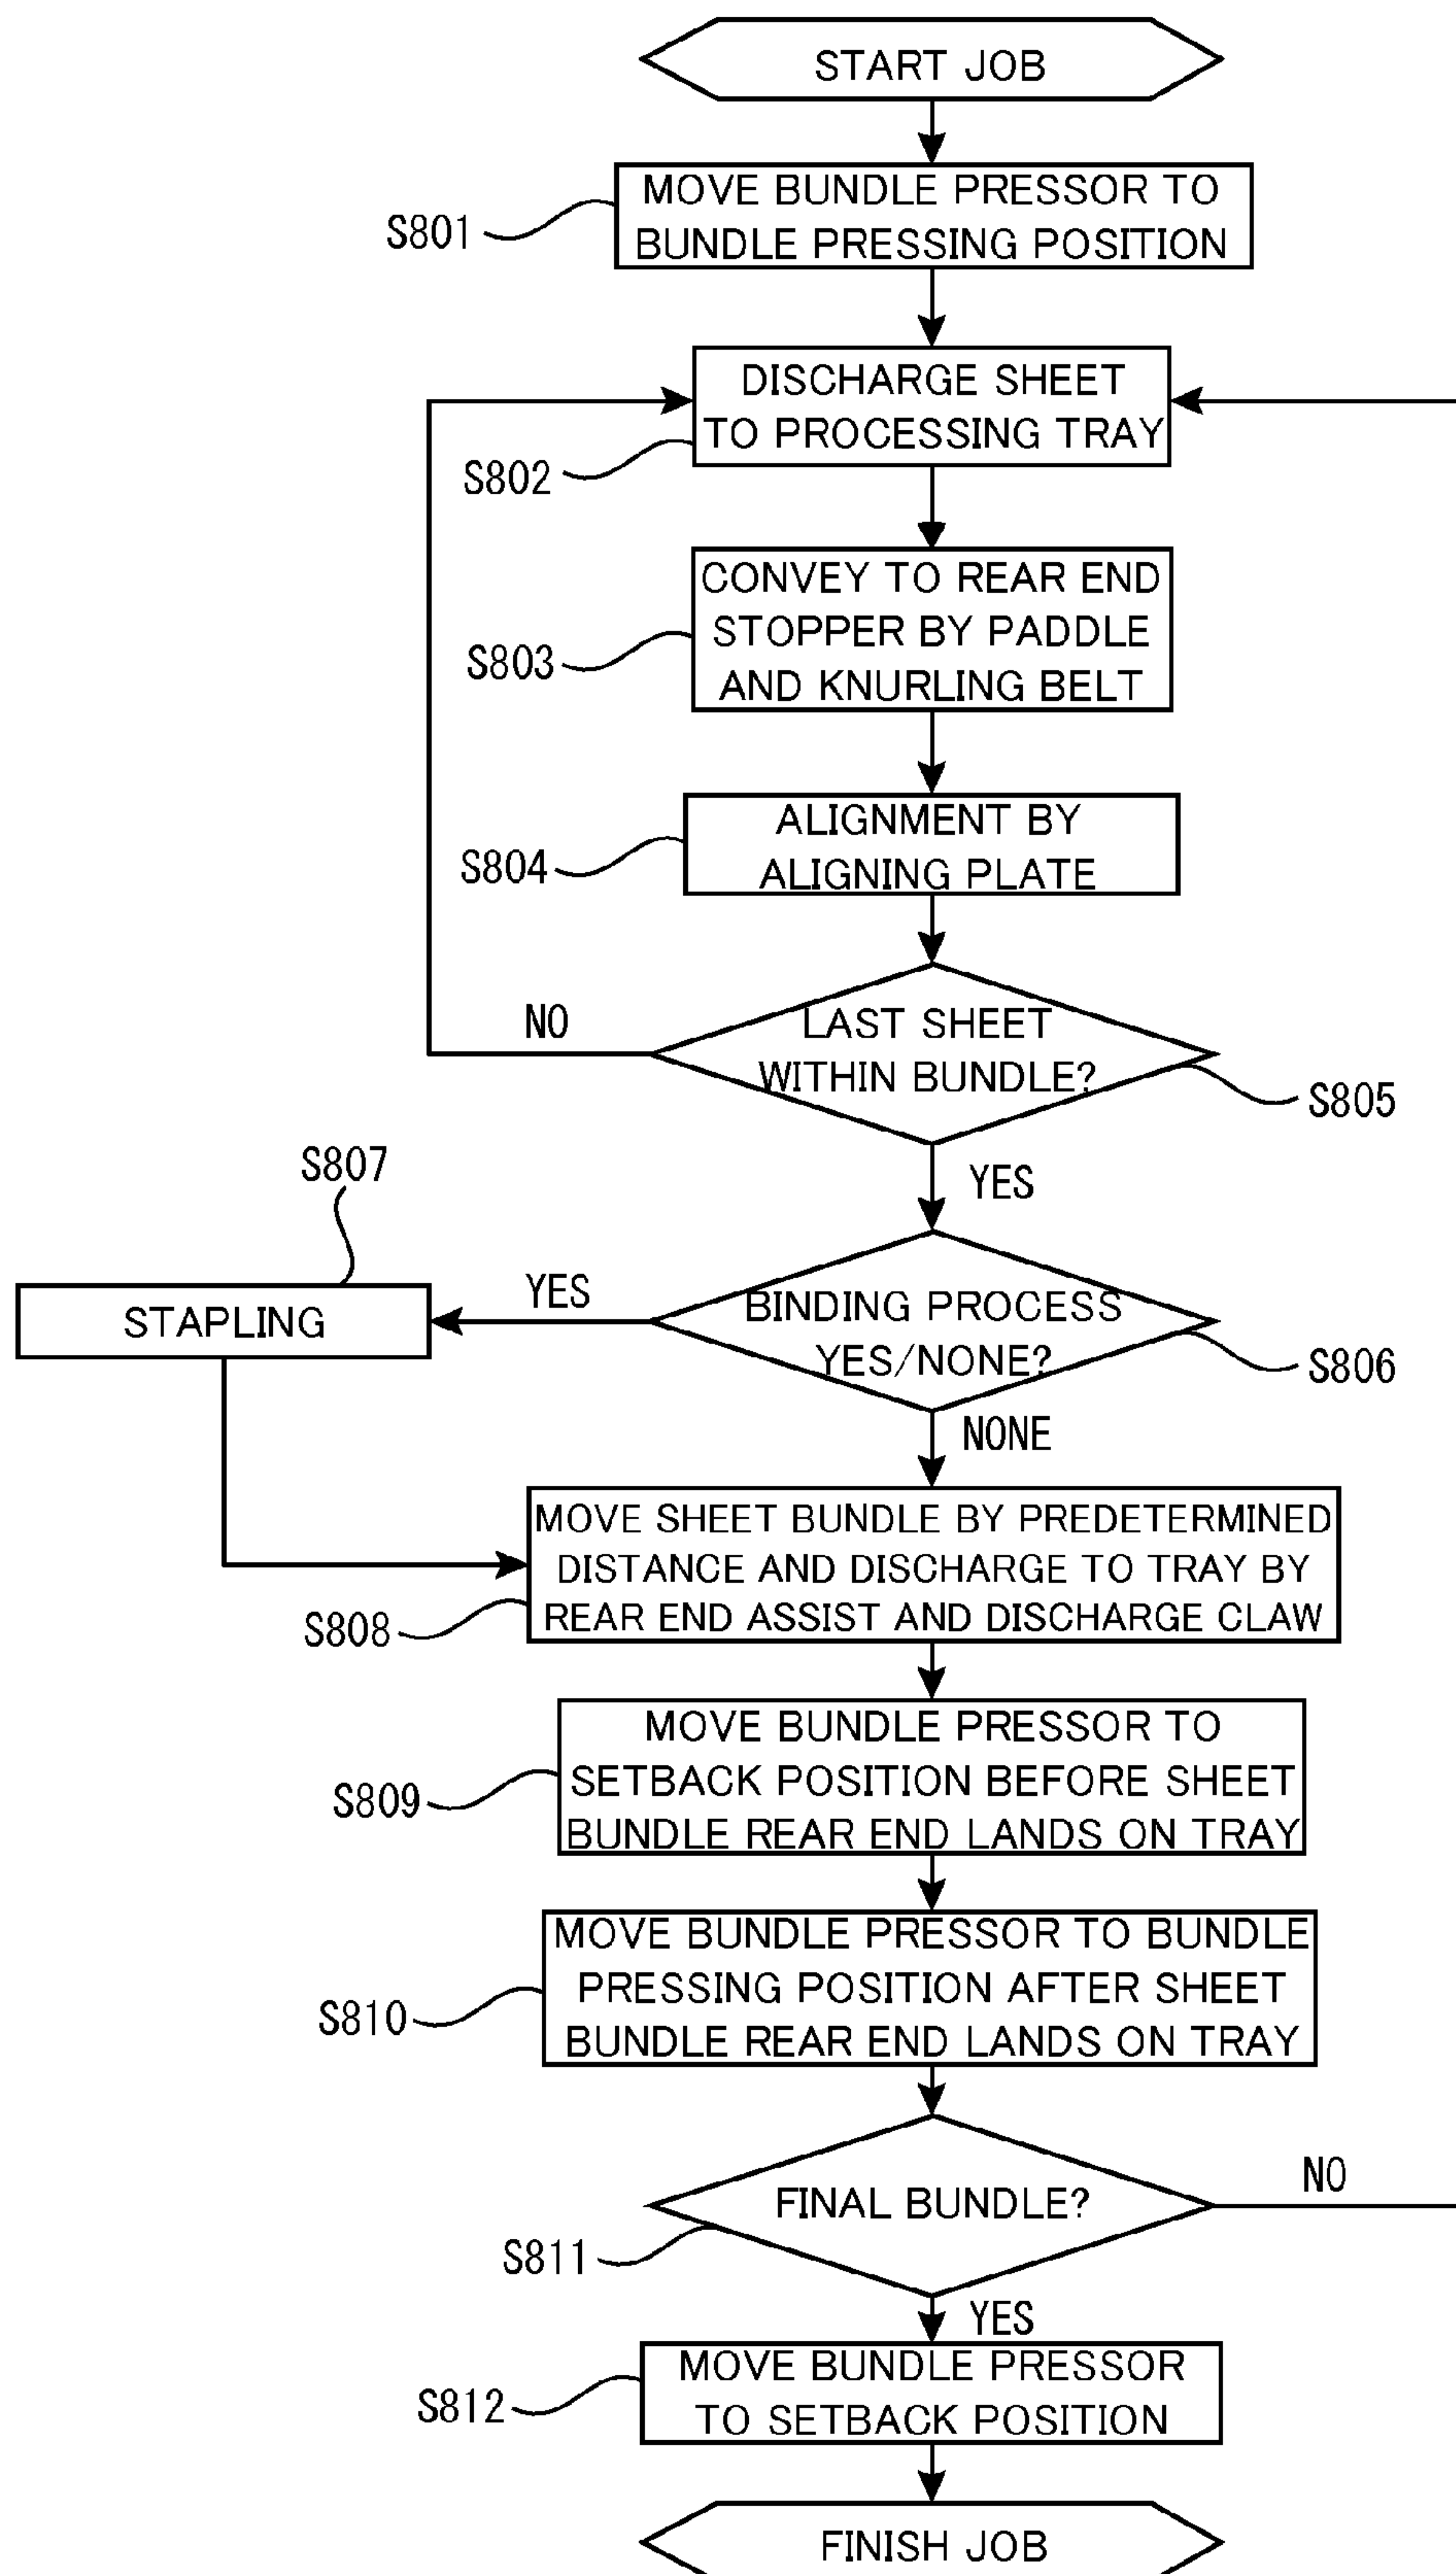 START JOB
S801
MOVE BUNDLE PRESSOR TO
BUNDLE PRESSING POSITION
DISCHARGE SHEET
TO PROCESSING TRAY
S802
CONVEY TO REAR END
STOPPER BY PADDLE
AND KNURLING BELT
S803
ALIGNMENT BY
ALIGNING PLATE
S804
NO
LAST SHEET
WITHIN BUNDLE?
S805
YES
S807
STAPLING
YES
BINDING PROCESS
YES/NONE?
S806
NONE
MOVE SHEET BUNDLE BY PREDETERMINED
DISTANCE AND DISCHARGE TO TRAY BY
REAR END ASSIST AND DISCHARGE CLAW
S808
MOVE BUNDLE PRESSOR TO
SETBACK POSITION BEFORE SHEET
BUNDLE REAR END LANDS ON TRAY
S809
MOVE BUNDLE PRESSOR TO BUNDLE
PRESSING POSITION AFTER SHEET
BUNDLE REAR END LANDS ON TRAY
S810
FINAL BUNDLE?
NO
S811
YES
MOVE BUNDLE PRESSOR
TO SETBACK POSITION
S812
FINISH JOB